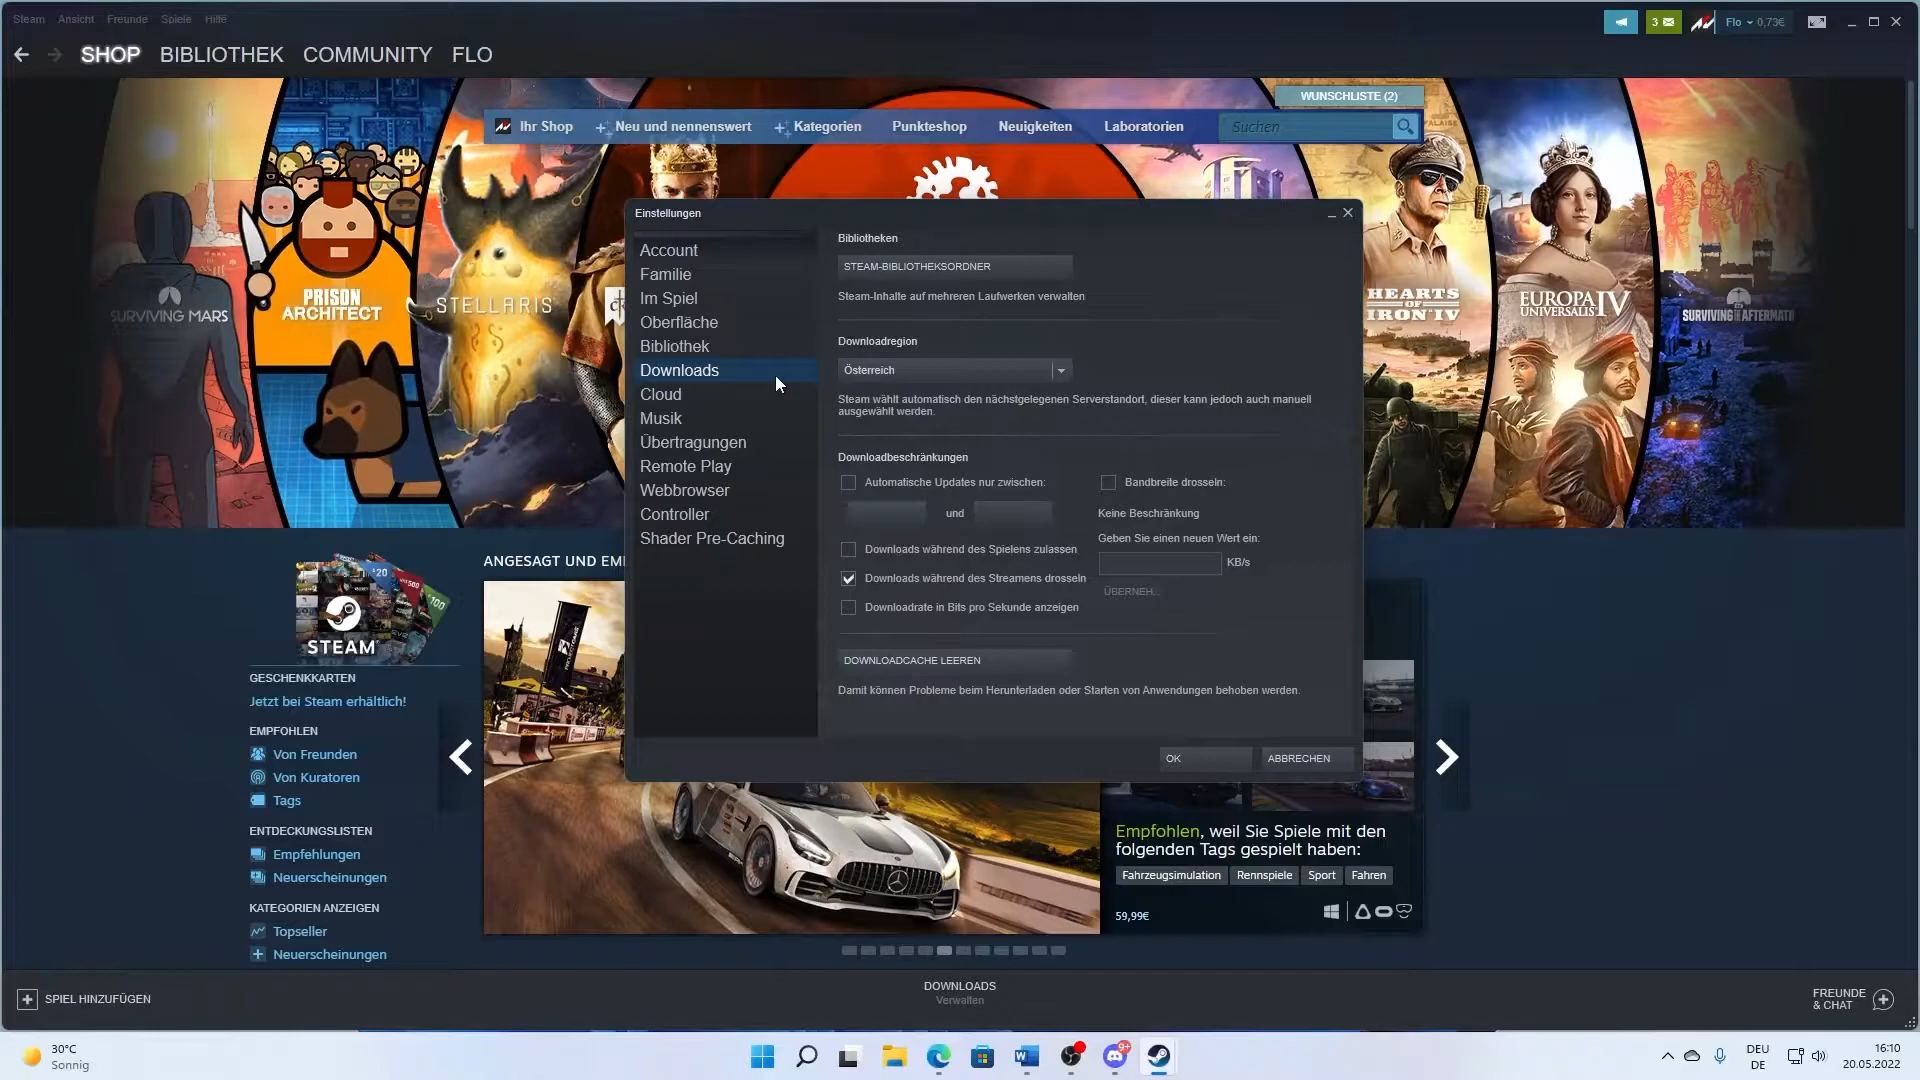 Steam Ansicht Freunde Spiele Hilfe
3
Flo 0,73€
SHOP BIBLIOTHEK COMMUNITY FLO
WUNSCHLISTE (2)
Ihr Shop Neu und nennenswert Kategorien Punkteshop Neuigkeiten Laboratorien Suchen
SURVIVING MARS
PRISON
ARCHITECT
STELLARIS
HEARTS
OF
IRON IV
EUROPA
UNIVERSALIS IV
SURVIVING THE AFTERMATH
Einstellungen
Account
Familie
Im Spiel
Oberfläche
Bibliothek
Downloads
Cloud
Musik
Übertragungen
Remote Play
Webbrowser
Controller
Shader Pre-Caching
Bibliotheken
STEAM-BIBLIOTHEKSORDNER
Steam-Inhalte auf mehreren Laufwerken verwalten
Downloadregion
Österreich
Steam wählt automatisch den nächstgelegenen Serverstandort, dieser kann jedoch auch manuell
ausgewählt werden.
Downloadbeschränkungen
Automatische Updates nur zwischen:
und
Downloads während des Spielens zulassen
Downloads während des Streamens drosseln
Downloadrate in Bits pro Sekunde anzeigen
Bandbreite drosseln:
Keine Beschränkung
Geben Sie einen neuen Wert ein:
KB/s
ÜBERNEH...
DOWNLOADCACHE LEEREN
Damit können Probleme beim Herunterladen oder Starten von Anwendungen behoben werden.
OK ABBRECHEN
$20
$100
STEAM
GESCHENKKARTEN
Jetzt bei Steam erhältlich!
EMPFOHLEN
Von Freunden
Von Kuratoren
Tags
ENTDECKUNGSLISTEN
Empfehlungen
Neuerscheinungen
KATEGORIEN ANZEIGEN
Topseller
Neuerscheinungen
ANGESAGT UND EM
Empfohlen, weil Sie Spiele mit den
folgenden Tags gespielt haben:
Fahrzeugsimulation Rennspiele Sport Fahren
59,99€
SPIEL HINZUFÜGEN
DOWNLOADS
Verwalten
FREUNDE
& CHAT
30°C
Sonnig
9+
DEU
DE
16:10
20.05.2022